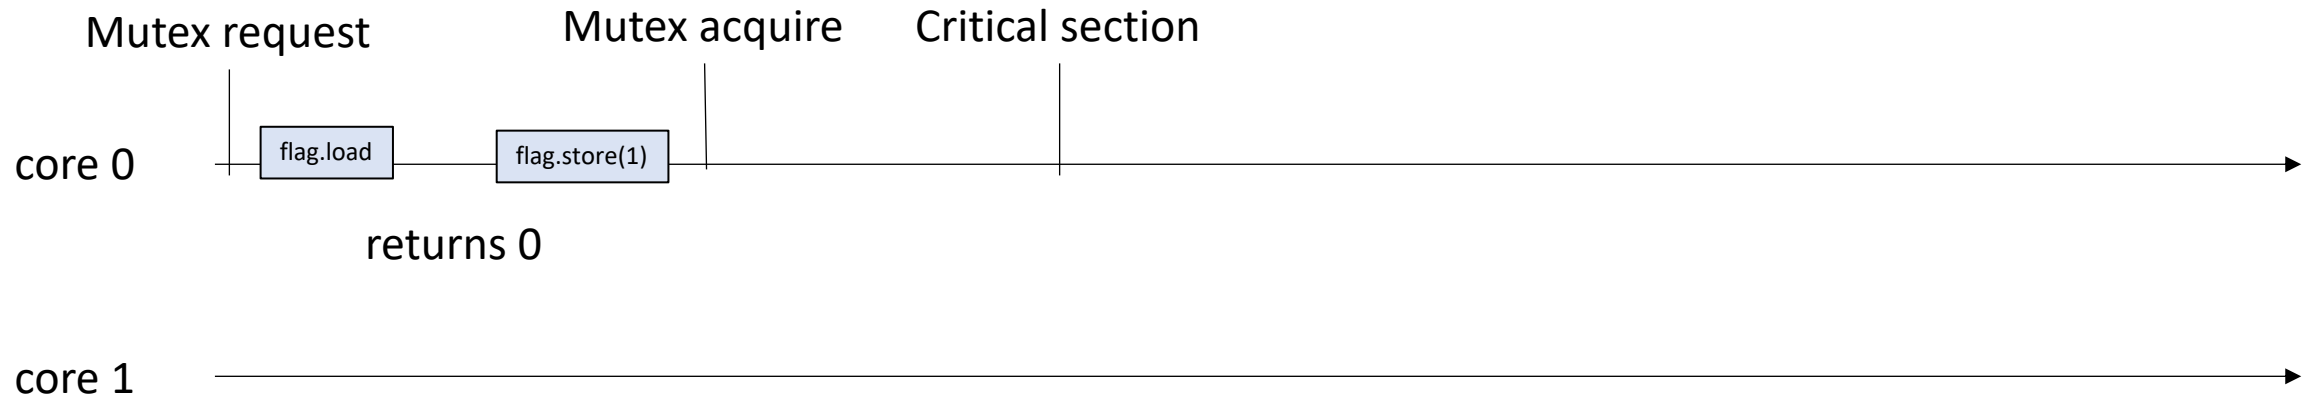 Mutex request
Mutex acquire
Critical section
core 0
flag.load
flag.store(1)
returns 0
core 1